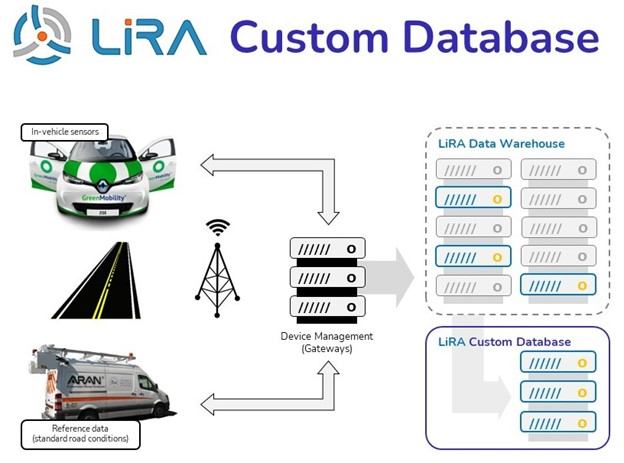 LiRA Custom Database
In-vehicle sensors
LiRA Data Warehouse
GreenMobility
////// O
////// O
////// O
////// O
////// O
////// O
////// O
////// O
////// O
////// O
////// O
////// O
////// O
Device Management
(Gateways)
LiRA Custom Database
////// O
////// O
////// O
ARAN
Reference data
(standard road conditions)